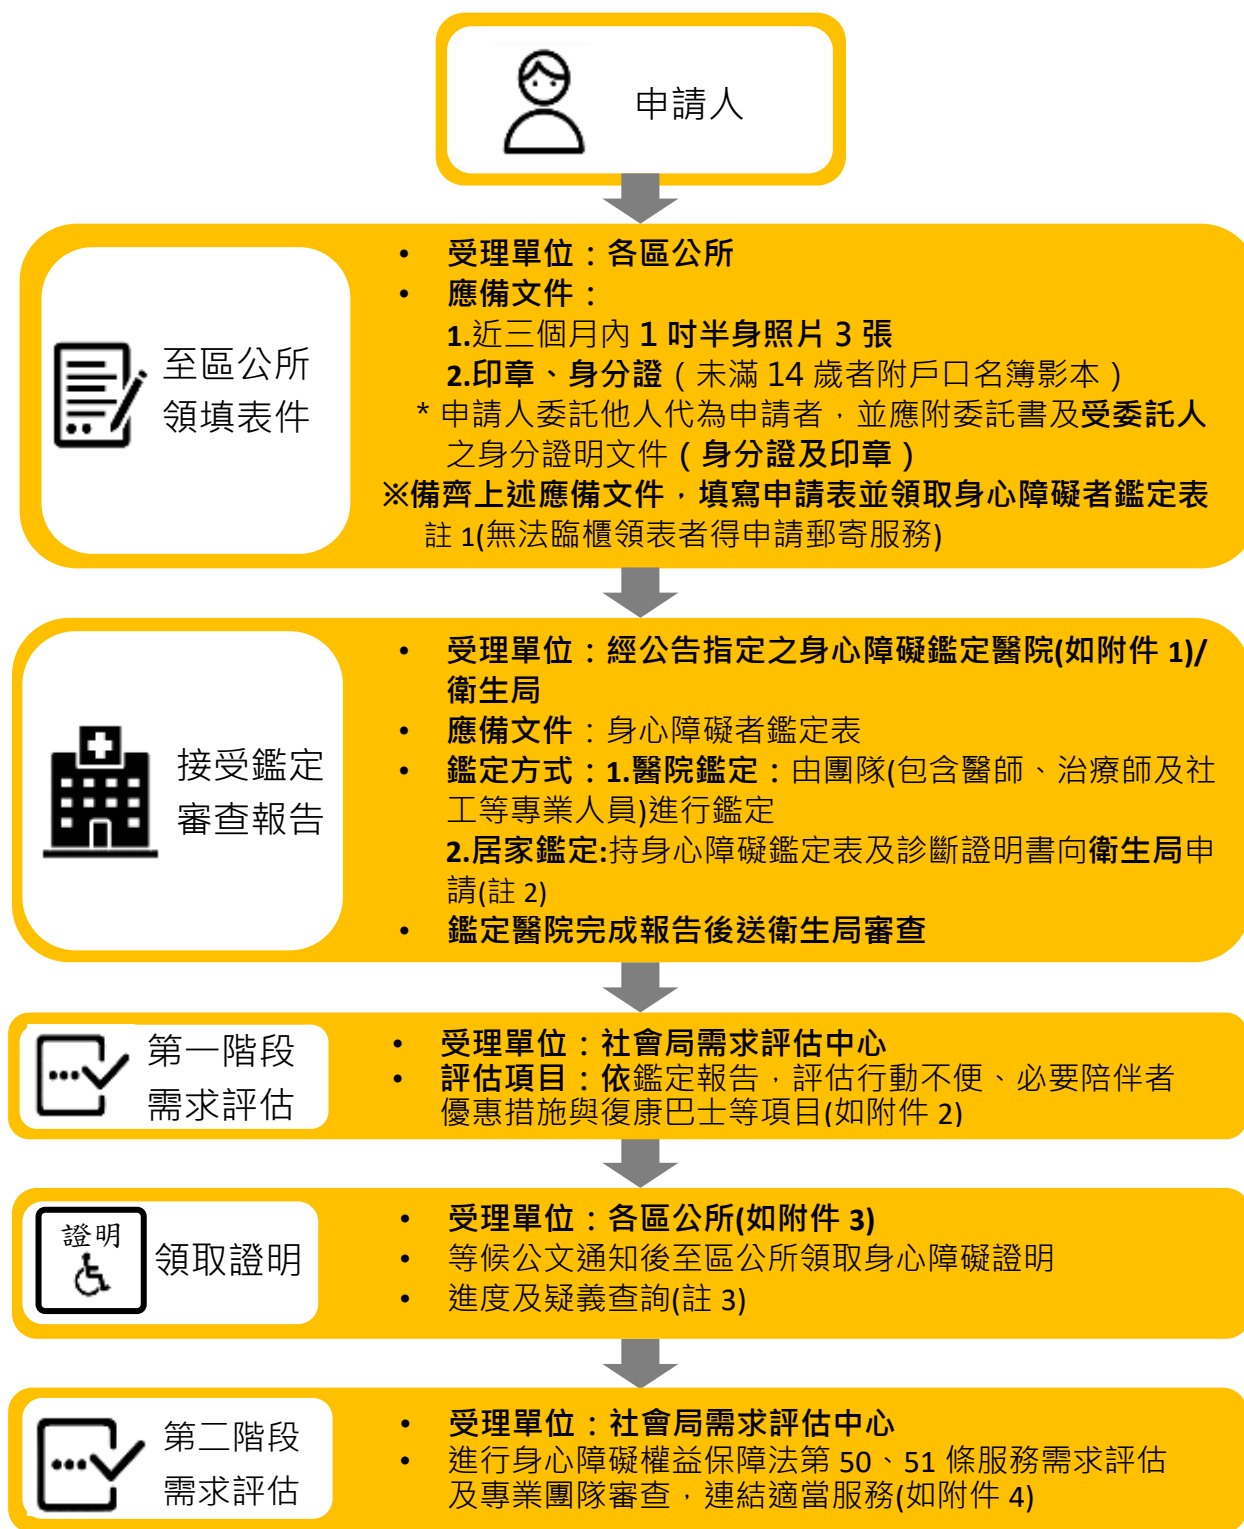 申請人
至區公所
領填表件
• 受理單位：各區公所
• 應備文件：
1.近三個月內 1 吋半身照片 3 張
2.印章、身分證（未滿 14 歲者附戶口名簿影本）
* 申請人委託他人代為申請者，並應附委託書及受委託人
之身分證明文件（身分證及印章）
※備齊上述應備文件，填寫申請表並領取身心障礙者鑑定表
註 1(無法臨櫃領表者得申請郵寄服務)
接受鑑定
審查報告
• 受理單位：經公告指定之身心障礙鑑定醫院(如附件 1)/
衛生局
• 應備文件：身心障礙者鑑定表
• 鑑定方式：1.醫院鑑定：由團隊(包含醫師、治療師及社
工等專業人員)進行鑑定
2.居家鑑定:持身心障礙鑑定表及診斷證明書向衛生局申
請(註 2)
• 鑑定醫院完成報告後送衛生局審查
第一階段
需求評估
• 受理單位：社會局需求評估中心
• 評估項目：依鑑定報告，評估行動不便、必要陪伴者
優惠措施與復康巴士等項目(如附件 2)
證明
領取證明
• 受理單位：各區公所(如附件 3)
• 等候公文通知後至區公所領取身心障礙證明
• 進度及疑義查詢(註 3)
第二階段
需求評估
• 受理單位：社會局需求評估中心
• 進行身心障礙權益保障法第 50、51 條服務需求評估
及專業團隊審查，連結適當服務(如附件 4)